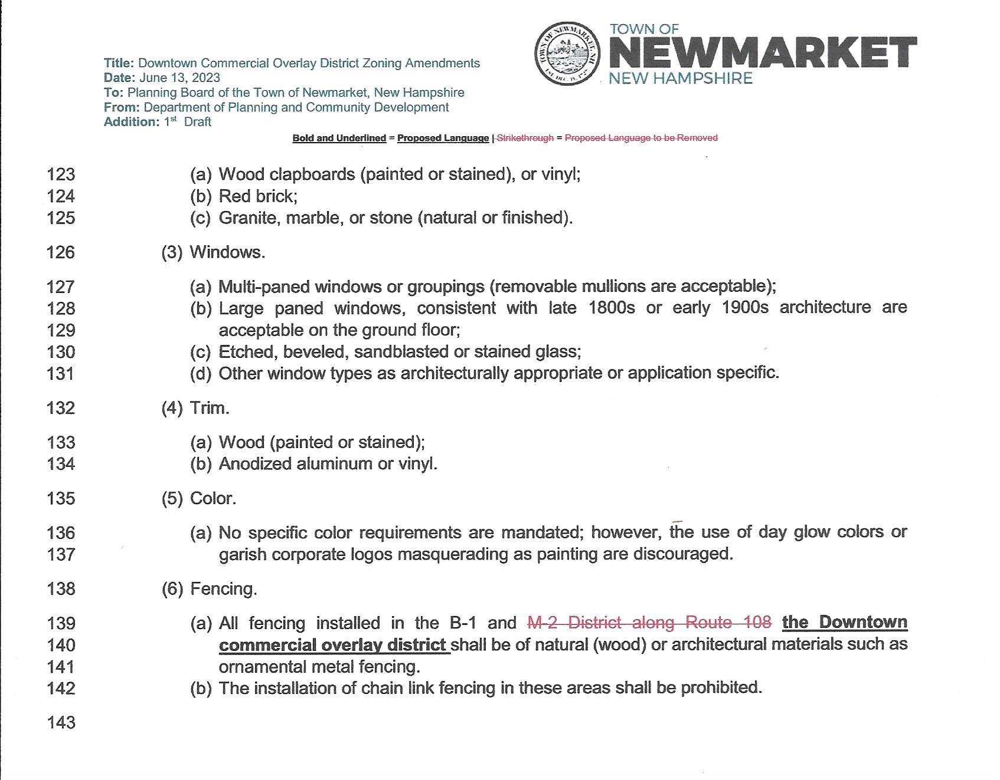 TOWN OF
NEWMARKET
NEW HAMPSHIRE
TOWN OF NEWMARKET, NH
Title: Downtown Commercial Overlay District Zoning Amendments
Date: June 13, 2023
To: Planning Board of the Town of Newmarket, New Hampshire
From: Department of Planning and Community Development
Addition: 1st Draft
Bold and Underlined = Proposed Language | Strikethrough = Proposed Language to be Removed
123 (a) Wood clapboards (painted or stained), or vinyl;
124 (b) Red brick;
125 (c) Granite, marble, or stone (natural or finished).
126 (3) Windows.
127 (a) Multi-paned windows or groupings (removable mullions are acceptable);
128 (b) Large paned windows, consistent with late 1800s or early 1900s architecture are
129 acceptable on the ground floor;
130 (c) Etched, beveled, sandblasted or stained glass;
131 (d) Other window types as architecturally appropriate or application specific.
132 (4) Trim.
133 (a) Wood (painted or stained);
134 (b) Anodized aluminum or vinyl.
135 (5) Color.
136 (a) No specific color requirements are mandated; however, the use of day glow colors or
137 garish corporate logos masquerading as painting are discouraged.
138 (6) Fencing.
139 (a) All fencing installed in the B-1 and M-2 District along Route 108 the Downtown
140 commercial overlay district shall be of natural (wood) or architectural materials such as
141 ornamental metal fencing.
142 (b) The installation of chain link fencing in these areas shall be prohibited.
143